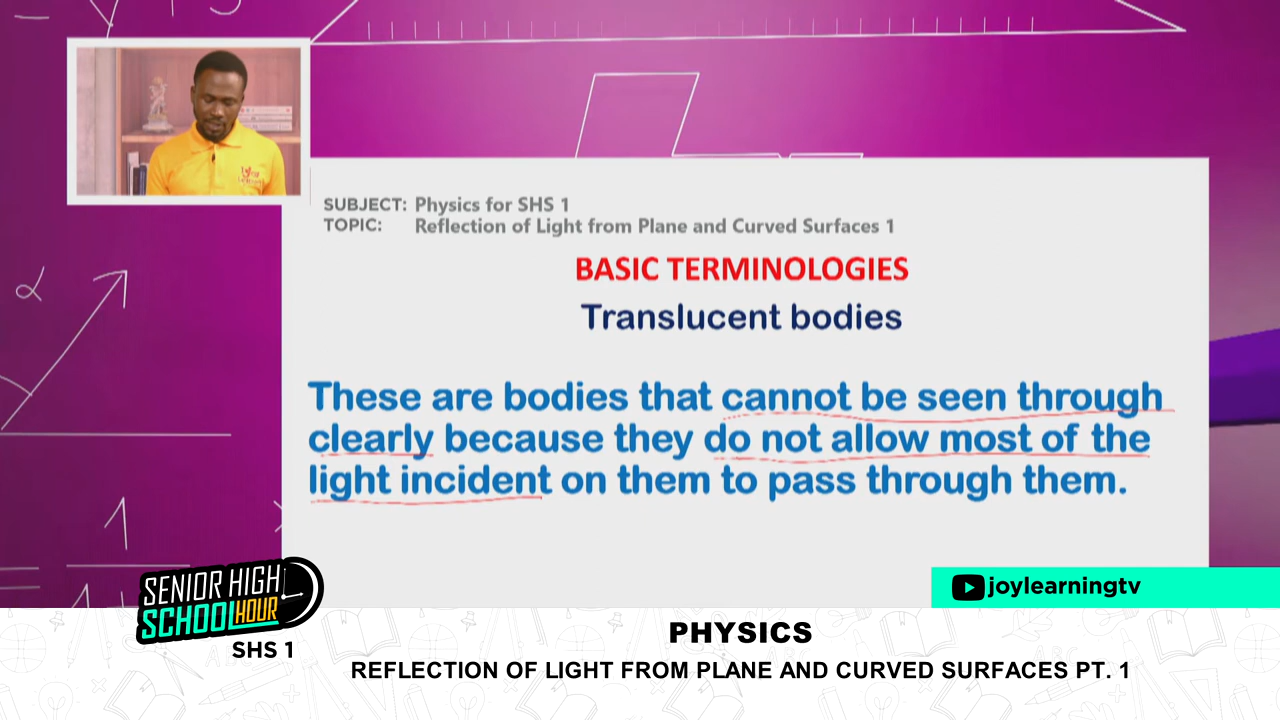 SUBJECT: Physics for SHS 1
TOPIC: Reflection of Light from Plane and Curved Surfaces 1
BASIC TERMINOLOGIES
Translucent bodies
These are bodies that cannot be seen through
clearly because they do not allow most of the
light incident on them to pass through them.
α
1
SENIOR HIGH
SCHOOL HOUR
SHS 1
joylearningtv
PHYSICS
REFLECTION OF LIGHT FROM PLANE AND CURVED SURFACES PT. 1